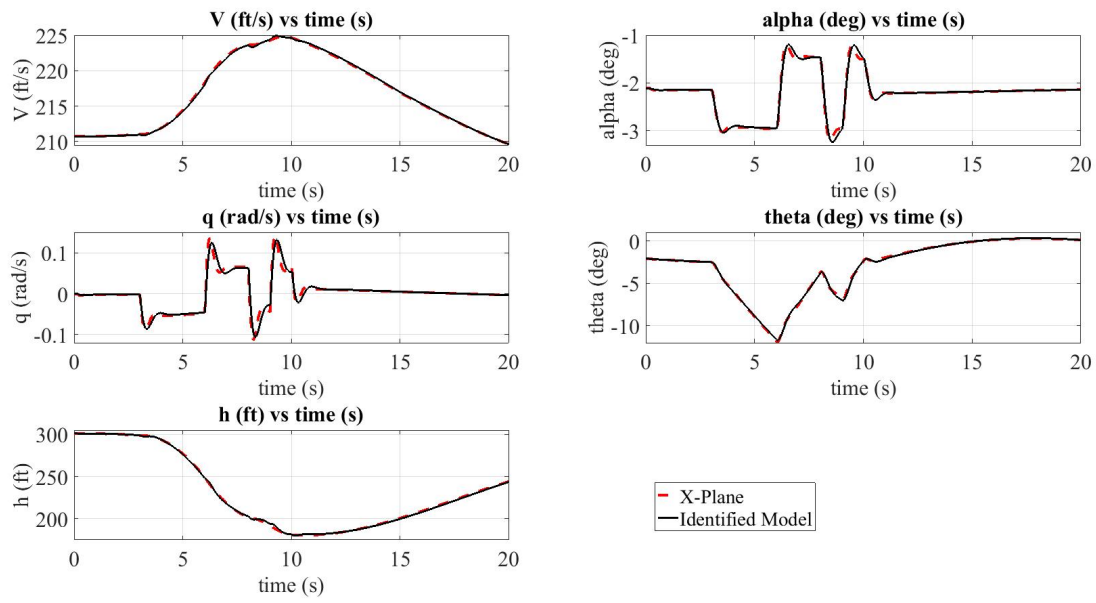 V (ft/s) vs time (s)
V (ft/s)
225
220
215
210
0 5 10 15 20
time (s)
alpha (deg) vs time (s)
alpha (deg)
-1
-2
-3
0 5 10 15 20
time (s)
q (rad/s) vs time (s)
q (rad/s)
0.1
0
-0.1
0 5 10 15 20
time (s)
theta (deg) vs time (s)
theta (deg)
0
-5
-10
0 5 10 15 20
time (s)
h (ft) vs time (s)
h (ft)
300
250
200
0 5 10 15 20
time (s)
X-Plane
Identified Model